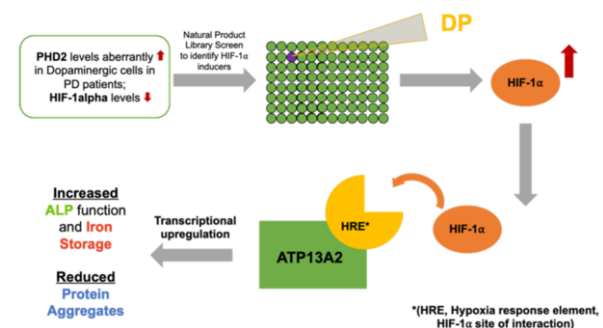 PHD2 levels aberrantly
in Dopaminergic cells in
PD patients;
HIF-1alpha levels
Natural Product
Library Screen
to identify HIF-1α
inducers
DP
HIF-1α
Increased
ALP function
and Iron
Storage
Reduced
Protein
Aggregates
Transcriptional
upregulation
HRE*
ATP13A2
HIF-1α
*(HRE, Hypoxia response element,
HIF-1α site of interaction)